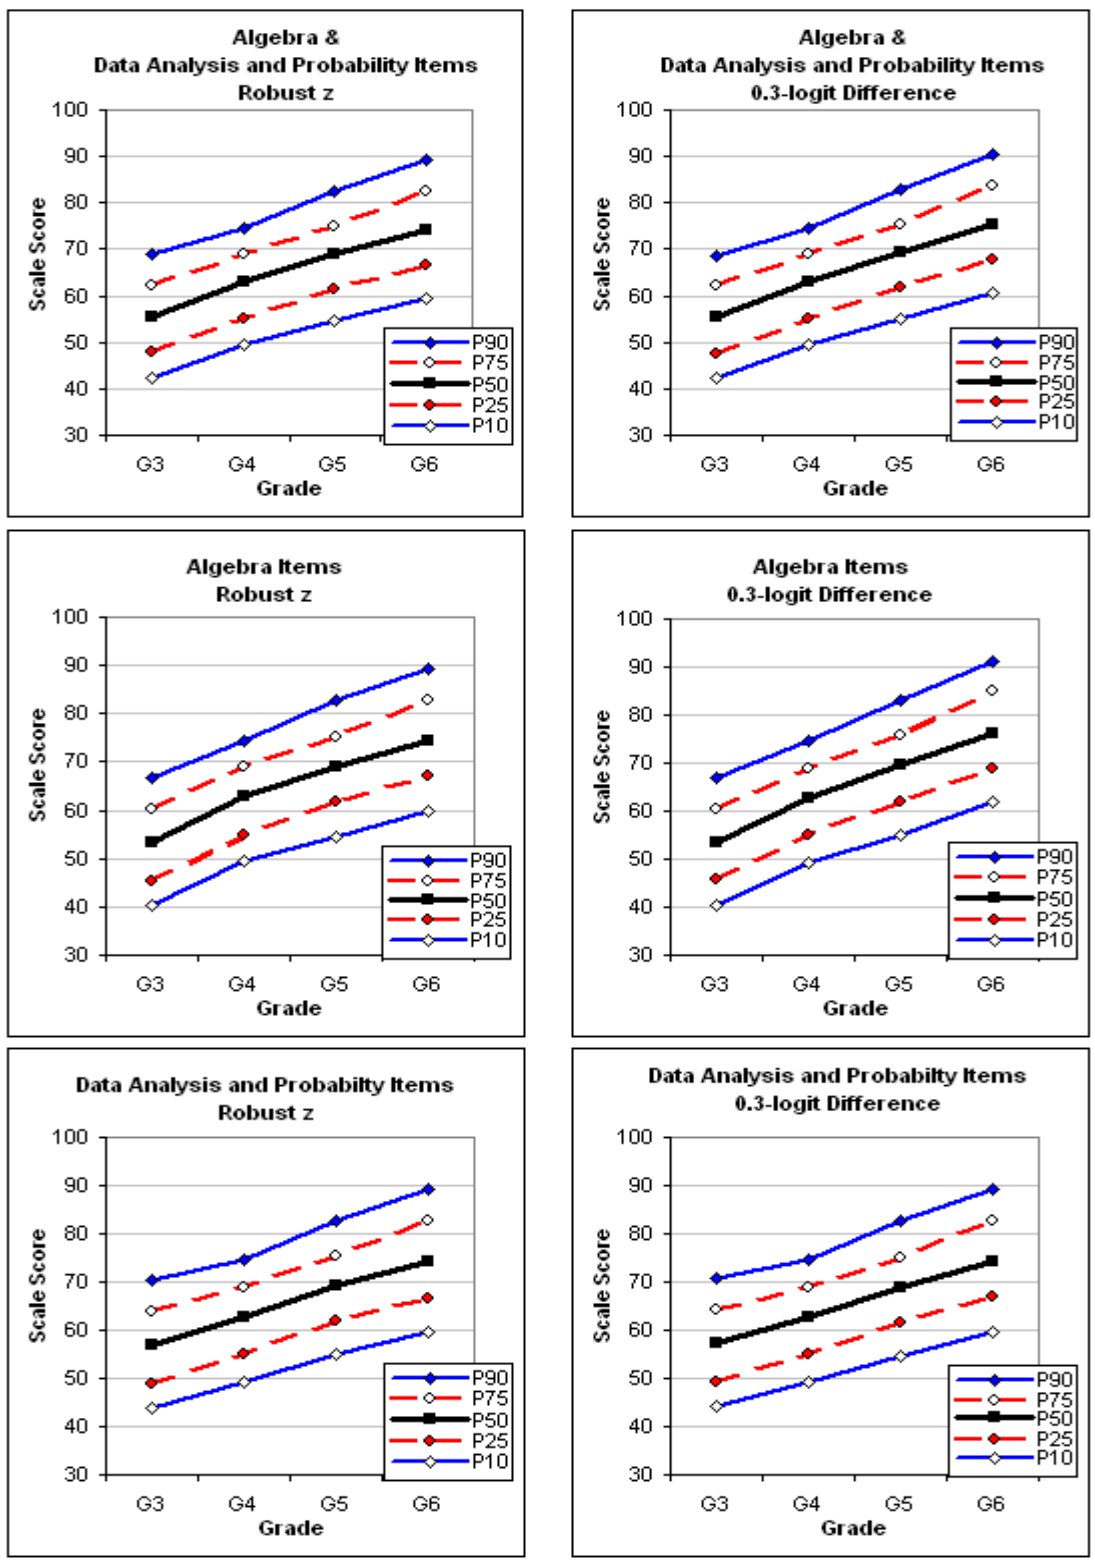 Algebra &
Data Analysis and Probability Items
Robust z
100
90
80
70
60
50
40
30
Scale Score
G3 G4 G5 G6
Grade
P90
P75
P50
P25
P10
Algebra &
Data Analysis and Probability Items
0.3-logit Difference
100
90
80
70
60
50
40
30
Scale Score
G3 G4 G5 G6
Grade
P90
P75
P50
P25
P10
Algebra Items
Robust z
100
90
80
70
60
50
40
30
Scale Score
G3 G4 G5 G6
Grade
P90
P75
P50
P25
P10
Algebra Items
0.3-logit Difference
100
90
80
70
60
50
40
30
Scale Score
G3 G4 G5 G6
Grade
P90
P75
P50
P25
P10
Data Analysis and Probabilty Items
Robust z
100
90
80
70
60
50
40
30
Scale Score
G3 G4 G5 G6
Grade
P90
P75
P50
P25
P10
Data Analysis and Probabilty Items
0.3-logit Difference
100
90
80
70
60
50
40
30
Scale Score
G3 G4 G5 G6
Grade
P90
P75
P50
P25
P10